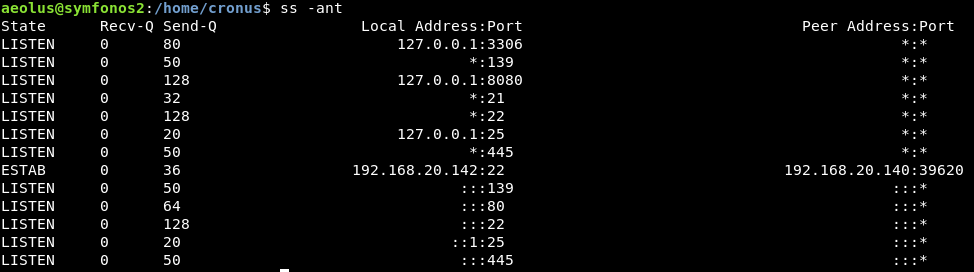 aeolus@symfonos2:/home/cronus$ ss -ant
State Recv-Q Send-Q Local Address:Port Peer Address:Port
LISTEN 0 80 127.0.0.1:3306 *:*
LISTEN 0 50 *:139 *:*
LISTEN 0 128 127.0.0.1:8080 *:*
LISTEN 0 32 *:21 *:*
LISTEN 0 128 *:22 *:*
LISTEN 0 20 127.0.0.1:25 *:*
LISTEN 0 50 *:445 *:*
ESTAB 0 36 192.168.20.142:22 192.168.20.140:39620
LISTEN 0 50 :::139 :::*
LISTEN 0 64 :::80 :::*
LISTEN 0 128 :::22 :::*
LISTEN 0 20 ::1:25 :::*
LISTEN 0 50 :::445 :::*